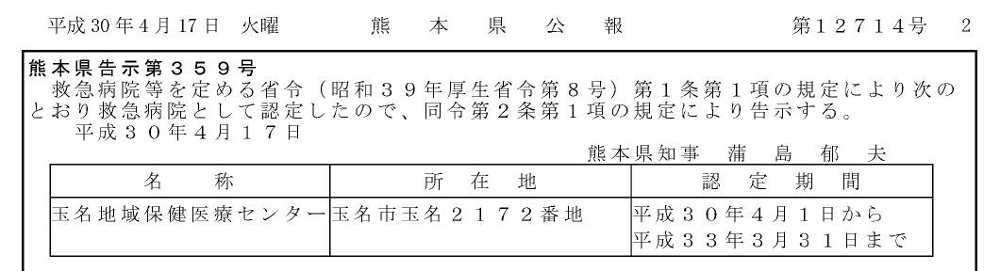 平成30年4月17日　火曜　熊　本　県　公　報　第１２７１４号　2
熊本県告示第３５９号
救急病院等を定める省令（昭和３９年厚生省令第８号）第１条第１項の規定により次の
とおり救急病院として認定したので、同令第２条第１項の規定により告示する。
平成３０年４月１７日
熊本県知事　蒲　島　郁　夫
名　称　所　在　地　認　定　期　間
玉名地域保健医療センター　玉名市玉名２１７２番地　平成３０年４月１日から
平成３３年３月３１日まで